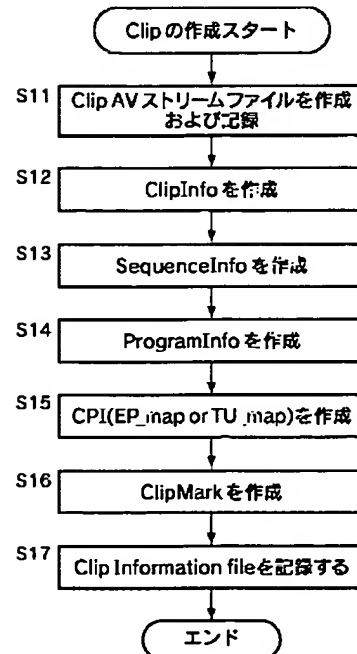 Clipの作成スタート
S11
Clip AVストリームファイルを作成
および記録
S12
ClipInfoを作成
S13
SequenceInfoを作成
S14
ProgramInfoを作成
S15
CPI(EP_map or TU_map)を作成
S16
ClipMarkを作成
S17
Clip Information fileを記録する
エンド